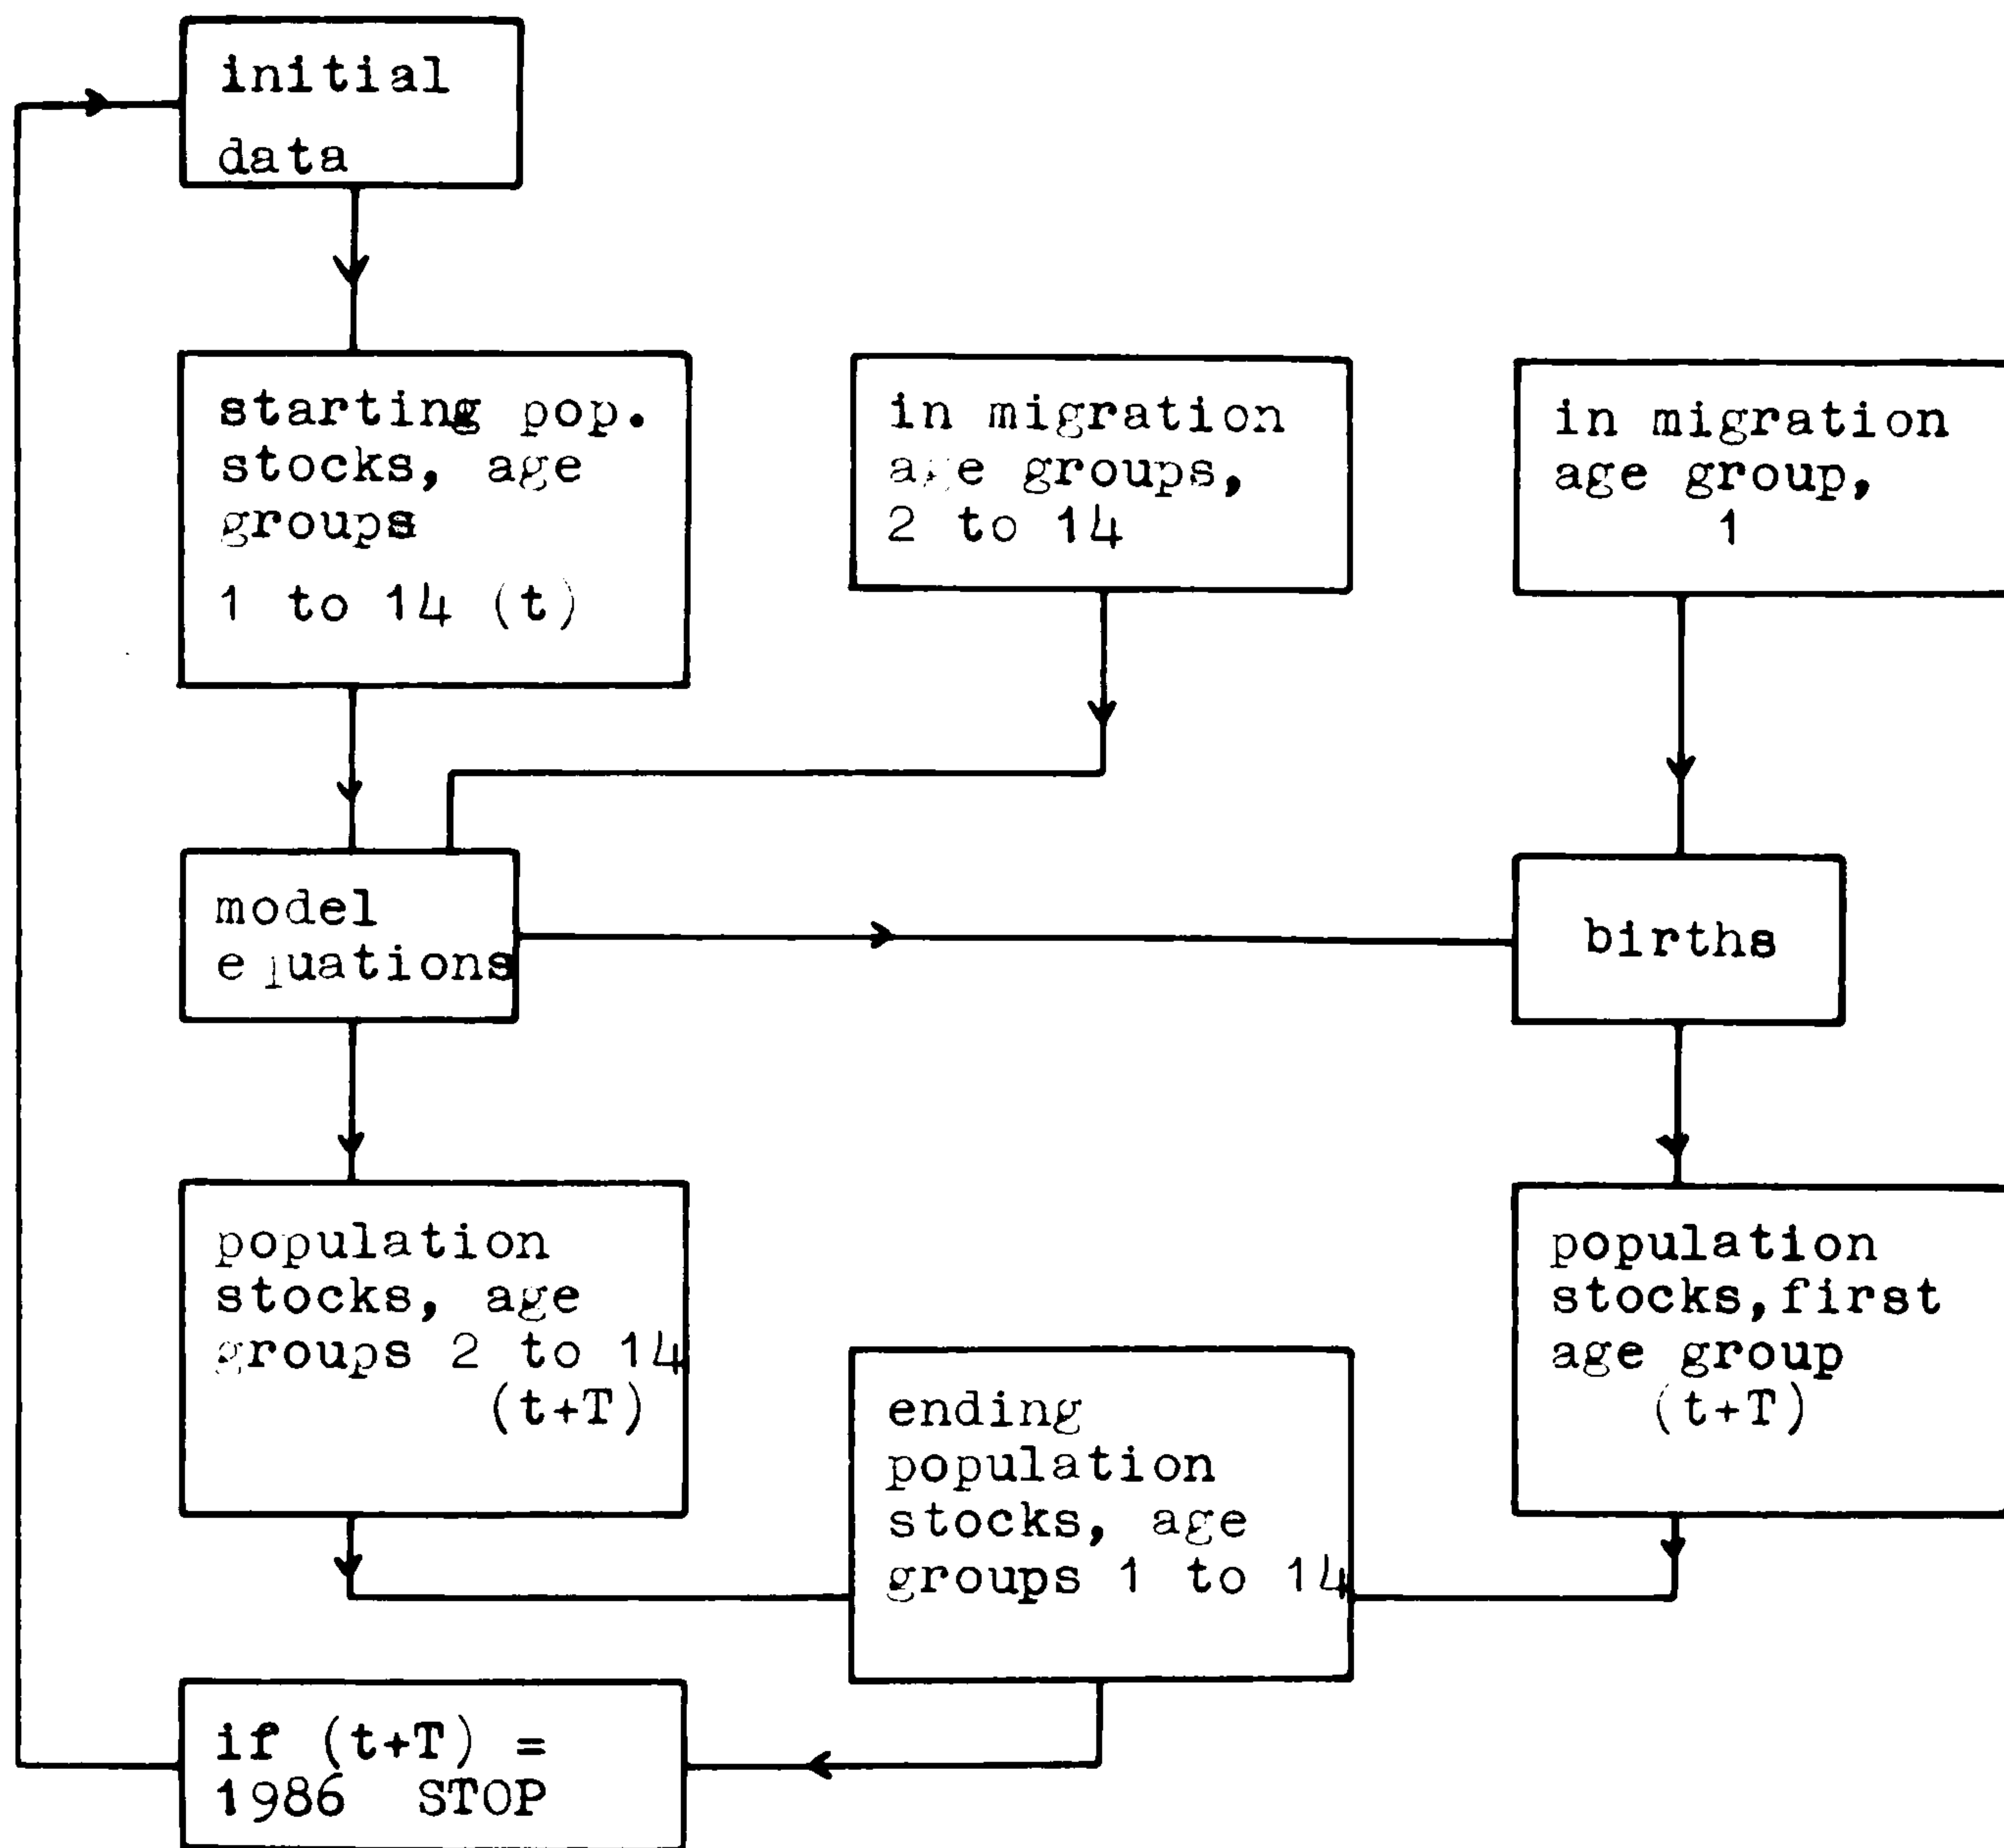 initial
data
starting pop.
stocks, age
groups
1 to 14 (t)
in migration
age groups,
2 to 14
in migration
age group,
1
model
equations
births
population
stocks, age
groups 2 to 14
(t+T)
ending
population
stocks, age
groups 1 to 14
population
stocks,first
age group
(t+T)
if (t+T) =
1986 STOP